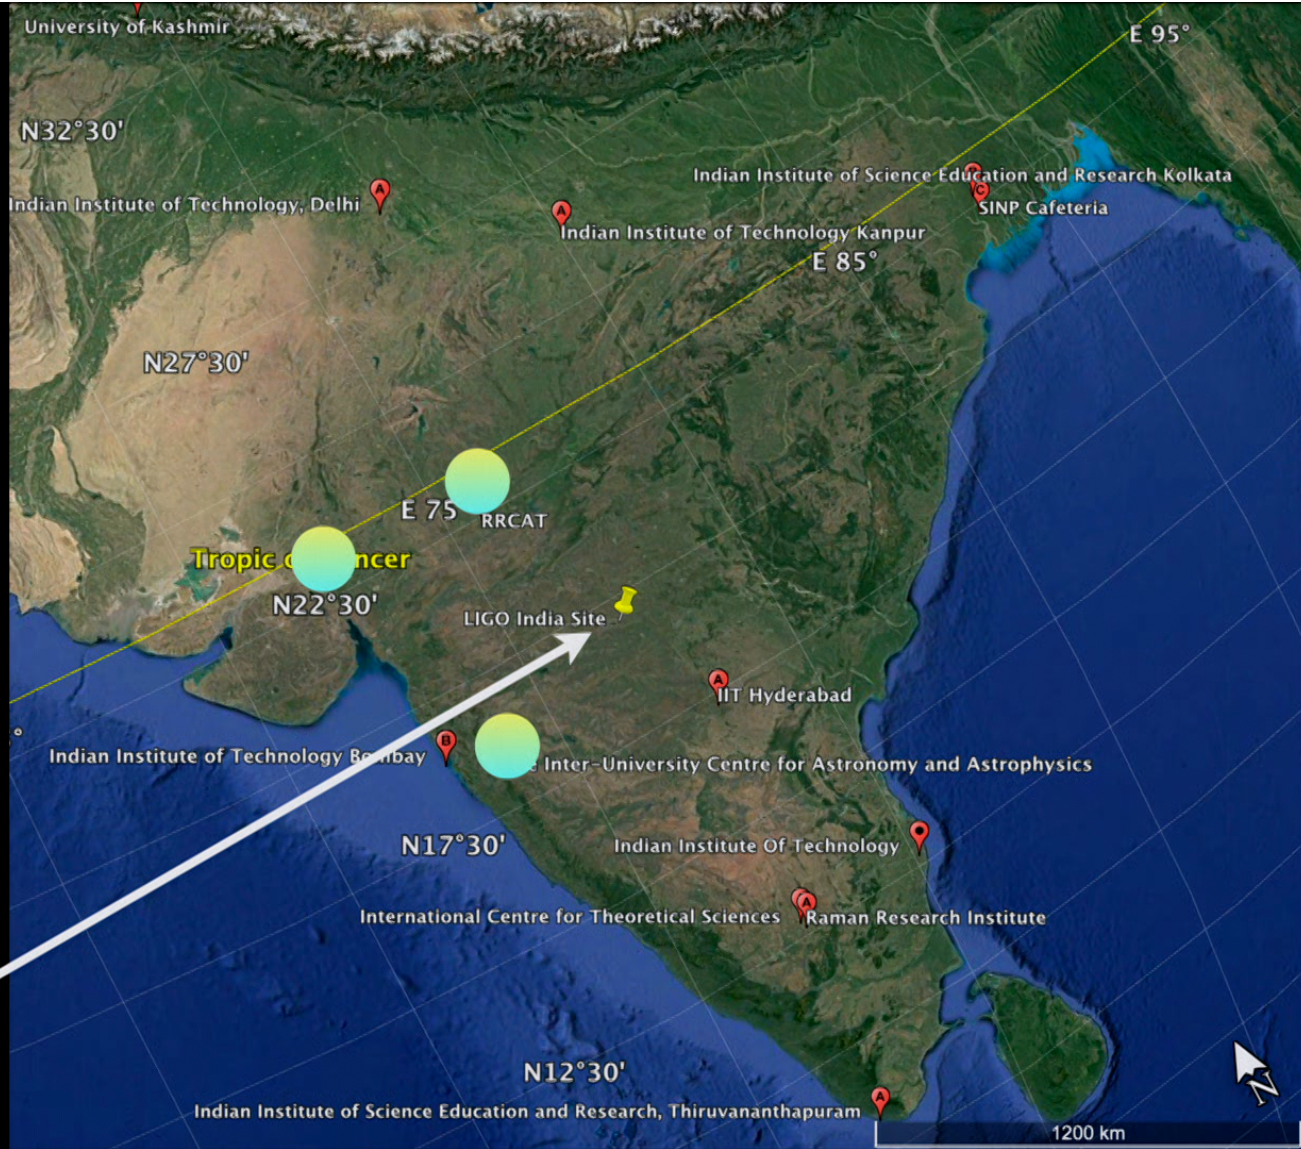 University of Kashmir
E 95°
N32°30'
Indian Institute of Science Education and Research Kolkata
Indian Institute of Technology, Delhi
SINP Cafeteria
Indian Institute of Technology Kanpur
E 85°
N27°30'
E 75
RRCAT
Tropic
N22°30'
LIGO India Site
IIT Hyderabad
Indian Institute of Technology Bombay
Inter-University Centre for Astronomy and Astrophysics
N17°30'
Indian Institute Of Technology
International Centre for Theoretical Sciences
Raman Research Institute
N12°30'
N
Indian Institute of Science Education and Research, Thiruvananthapuram
1200 km